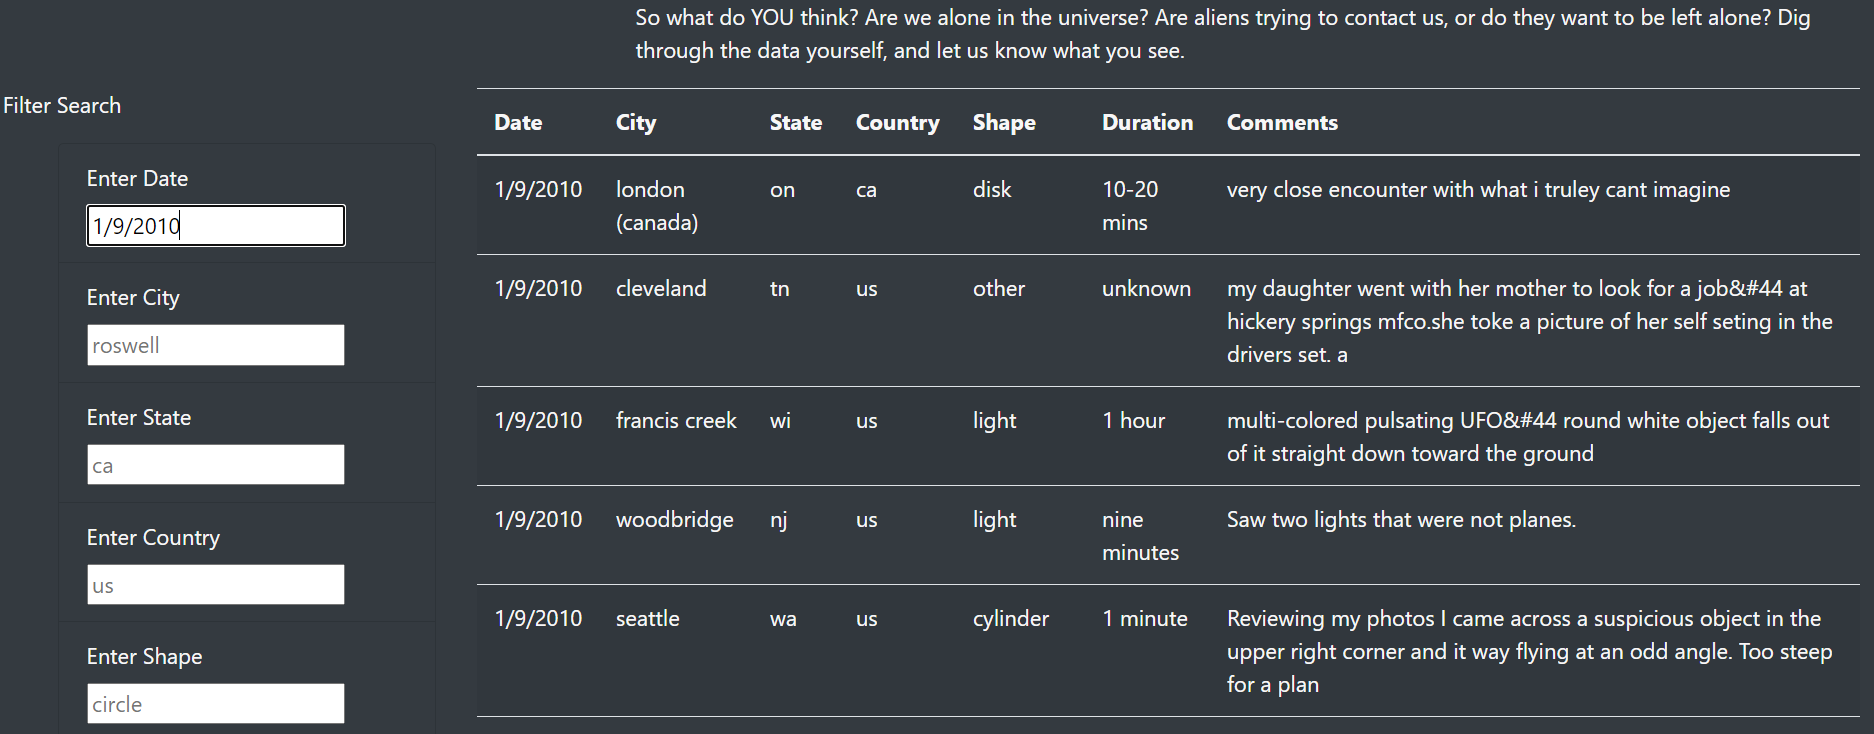 So what do YOU think? Are we alone in the universe? Are aliens trying to contact us, or do they want to be left alone? Dig
through the data yourself, and let us know what you see.
Filter Search
Enter Date
1/9/2010
Enter City
roswell
Enter State
ca
Enter Country
us
Enter Shape
circle
Date City State Country Shape Duration Comments
1/9/2010 london on ca disk 10-20 very close encounter with what i truley cant imagine
(canada) mins
1/9/2010 cleveland tn us other unknown my daughter went with her mother to look for a job&#44 at
hickery springs mfco.she toke a picture of her self seting in the
drivers set. a
1/9/2010 francis creek wi us light 1 hour multi-colored pulsating UFO&#44 round white object falls out
of it straight down toward the ground
1/9/2010 woodbridge nj us light nine Saw two lights that were not planes.
minutes
1/9/2010 seattle wa us cylinder 1 minute Reviewing my photos I came across a suspicious object in the
upper right corner and it way flying at an odd angle. Too steep
for a plan